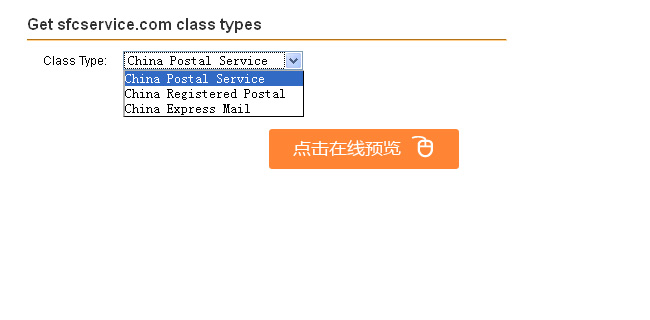 Get sfcservice.com class types
Class Type: China Postal Service
China Postal Service
China Registered Postal
China Express Mail
点击在线预览